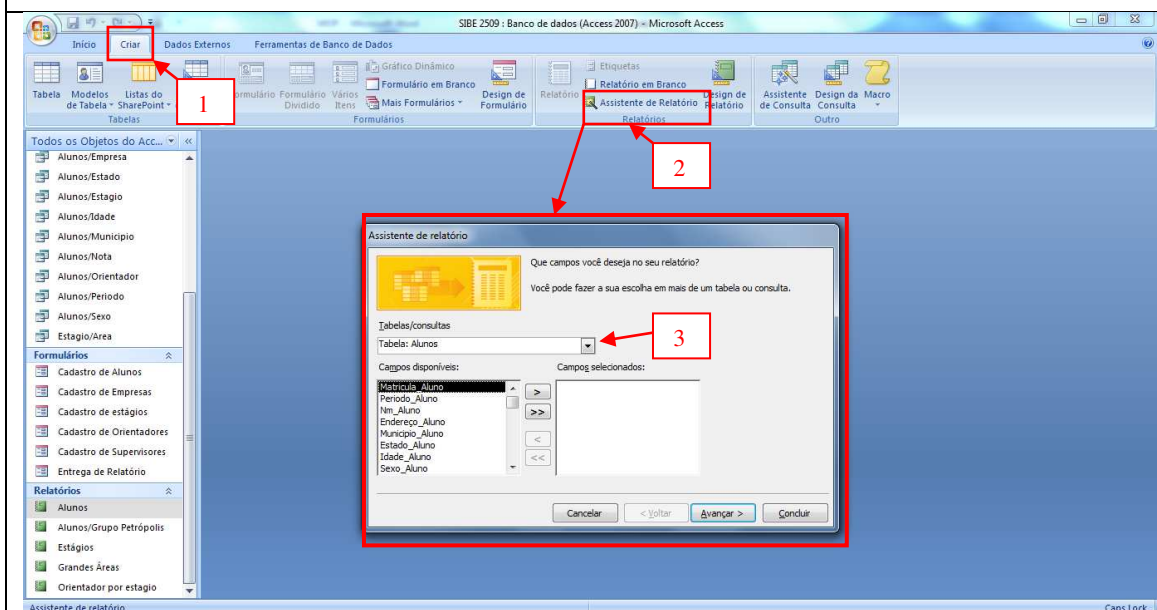 SIBE 2509 : Banco de dados (Access 2007) - Microsoft Access
Início Criar Dados Externos Ferramentas de Banco de Dados
Tabela Modelos de Tabela Listas do SharePoint
Tabelas
1
Formulário Dividido Vários Itens
Gráfico Dinâmico
Formulário em Branco
Mais Formulários
Design de Formulário
Formulários
Relatório
Etiquetas
Relatório em Branco
Assistente de Relatório
Design de Relatório
Relatórios
Assistente de Consulta Design da Consulta Macro
Outro
2
Todos os Objetos do Acc...
Alunos/Empresa
Alunos/Estado
Alunos/Estagio
Alunos/Idade
Alunos/Municipio
Alunos/Nota
Alunos/Orientador
Alunos/Periodo
Alunos/Sexo
Estagio/Area
Formulários
Cadastro de Alunos
Cadastro de Empresas
Cadastro de estágios
Cadastro de Orientadores
Cadastro de Supervisores
Entrega de Relatório
Relatórios
Alunos
Alunos/Grupo Petrópolis
Estágios
Grandes Áreas
Orientador por estagio
Assistente de relatório
Que campos você deseja no seu relatório?
Você pode fazer a sua escolha em mais de um tabela ou consulta.
Tabelas/consultas
Tabela: Alunos
3
Campos disponíveis: Campos selecionados:
Matricula_Aluno
Periodo_Aluno
Nm_Aluno
Endereço_Aluno
Municipio_Aluno
Estado_Aluno
Idade_Aluno
Sexo_Aluno
>
>>
<
<<
Cancelar < Voltar Avançar > Concluir
Assistente de relatório Caps Lock